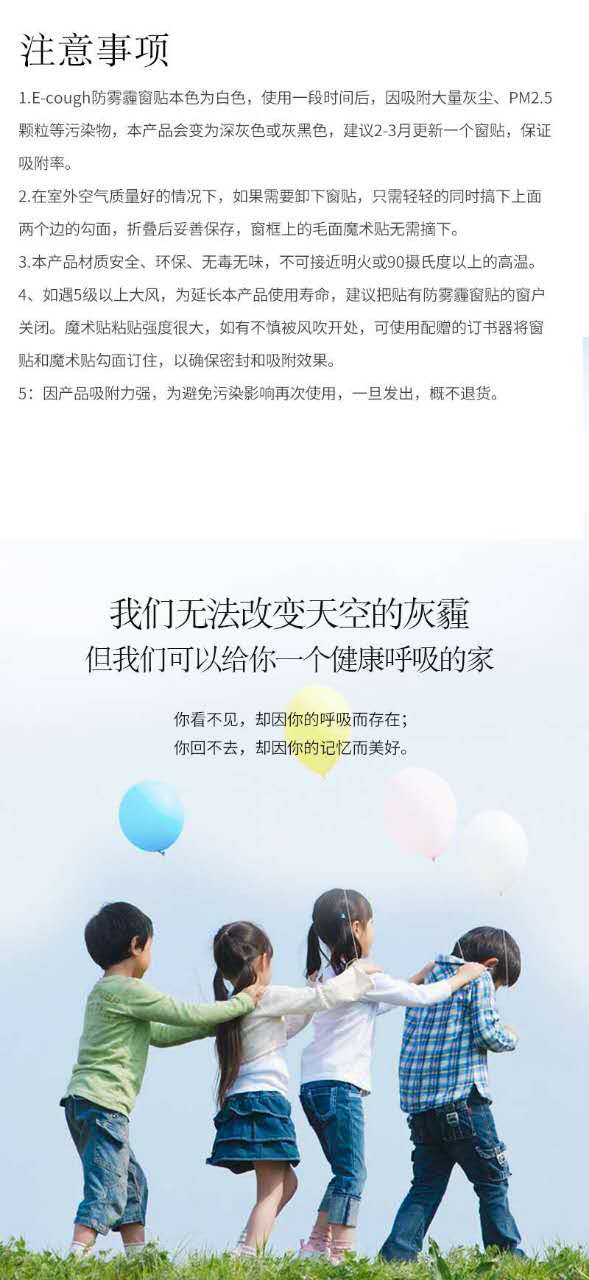 注意事项
1.E-cough防雾霾窗贴本色为白色，使用一段时间后，因吸附大量灰尘、PM2.5
颗粒等污染物，本产品会变为深灰色或灰黑色，建议2-3月更新一个窗贴，保证
吸附率。
2.在室外空气质量好的情况下，如果需要卸下窗贴，只需轻轻的同时搞下上面
两个边的勾面，折叠后妥善保存，窗框上的毛面魔术贴无需摘下。
3.本产品材质安全、环保、无毒无味，不可接近明火或90摄氏度以上的高温。
4、如遇5级以上大风，为延长本产品使用寿命，建议把贴有防雾霾窗贴的窗户
关闭。魔术贴粘贴强度很大，如有不慎被风吹开处，可使用配赠的订书器将窗
贴和魔术贴勾面订住，以确保密封和吸附效果。
5：因产品吸附力强，为避免污染影响再次使用，一旦发出，概不退货。
我们无法改变天空的灰霾
但我们可以给你一个健康呼吸的家
你看不见，却因你的呼吸而存在；
你回不去，却因你的记忆而美好。